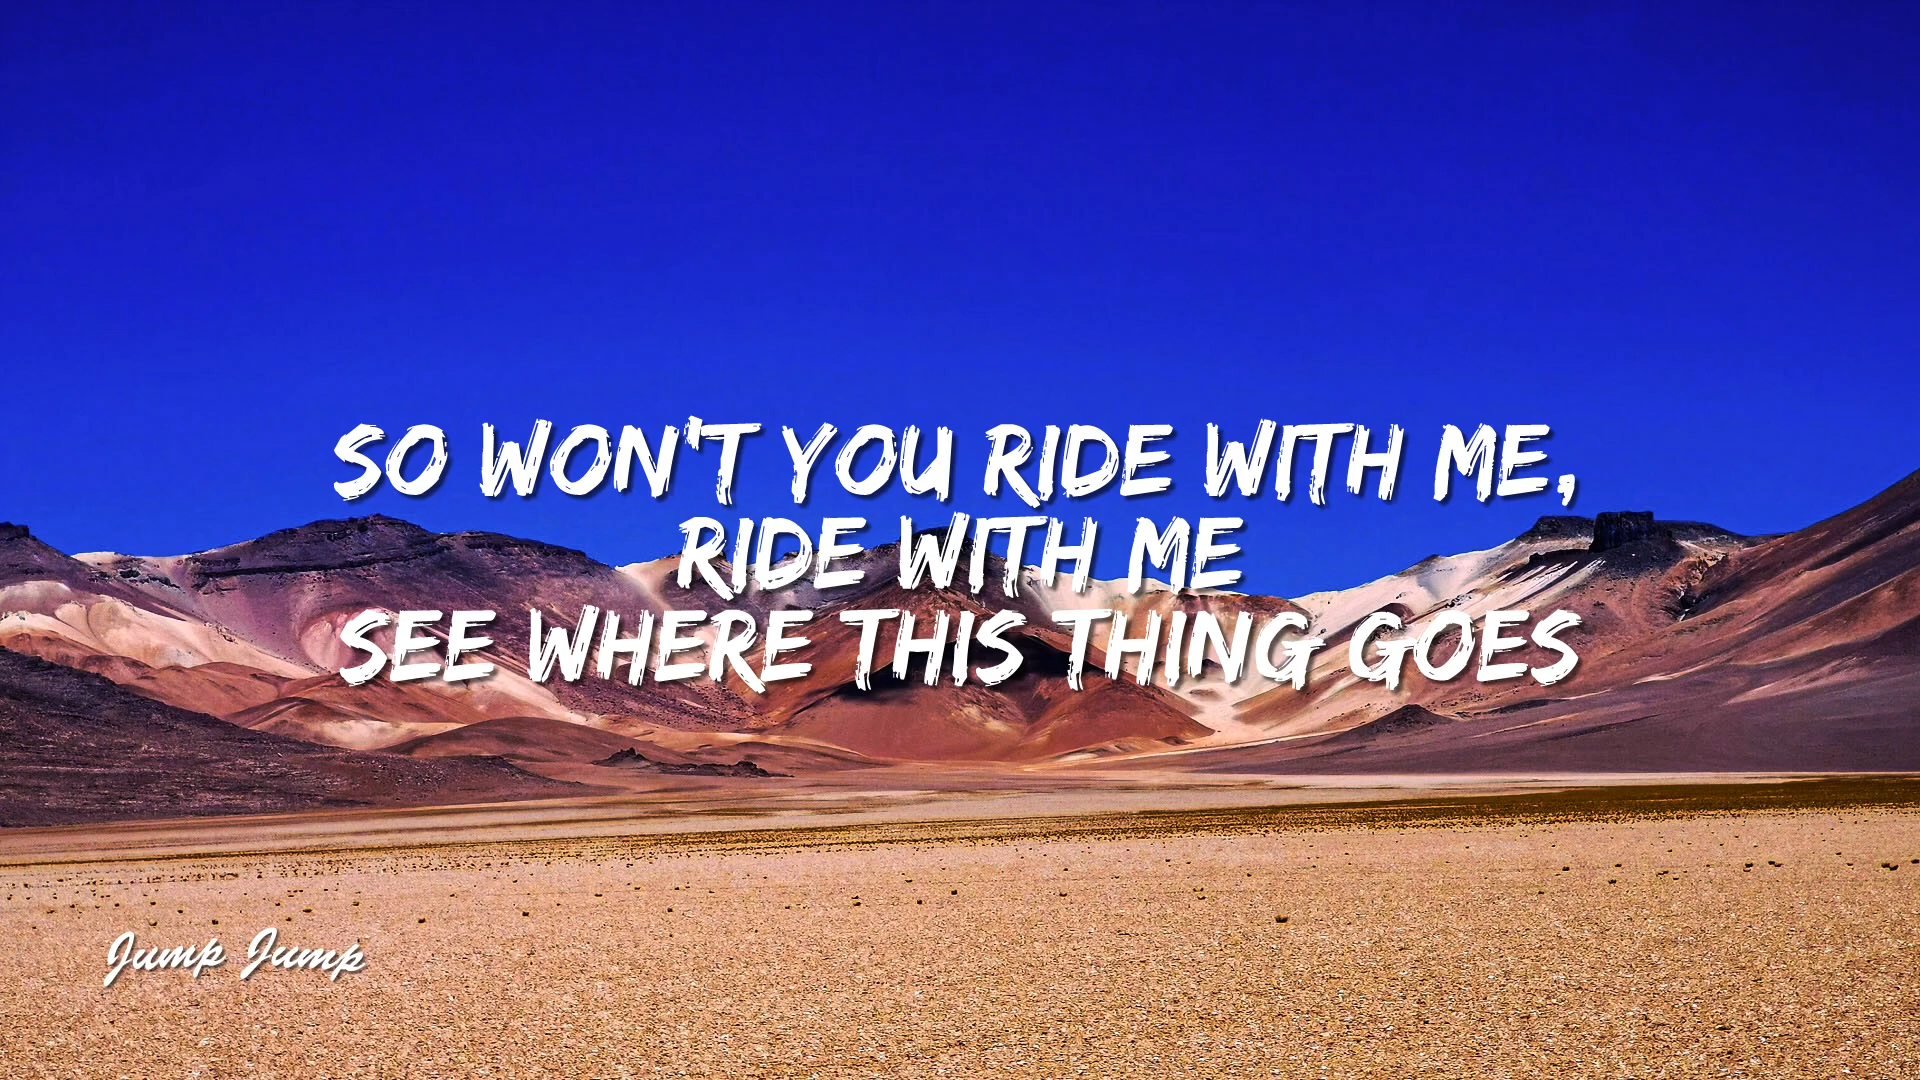 SO WON'T YOU RIDE WITH ME,
RIDE WITH ME
SEE WHERE THIS THING GOES
Jump Jump